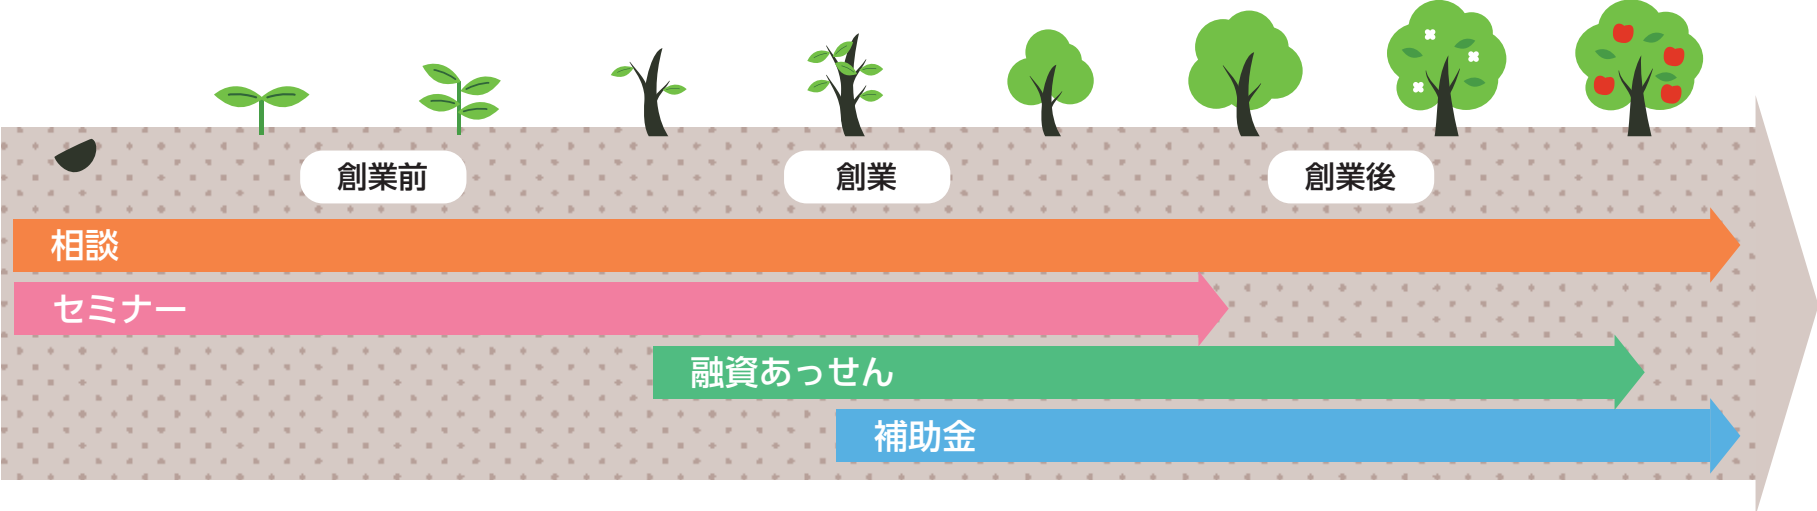 創業前
創業
創業後
相談
セミナー
融資あっせん
補助金